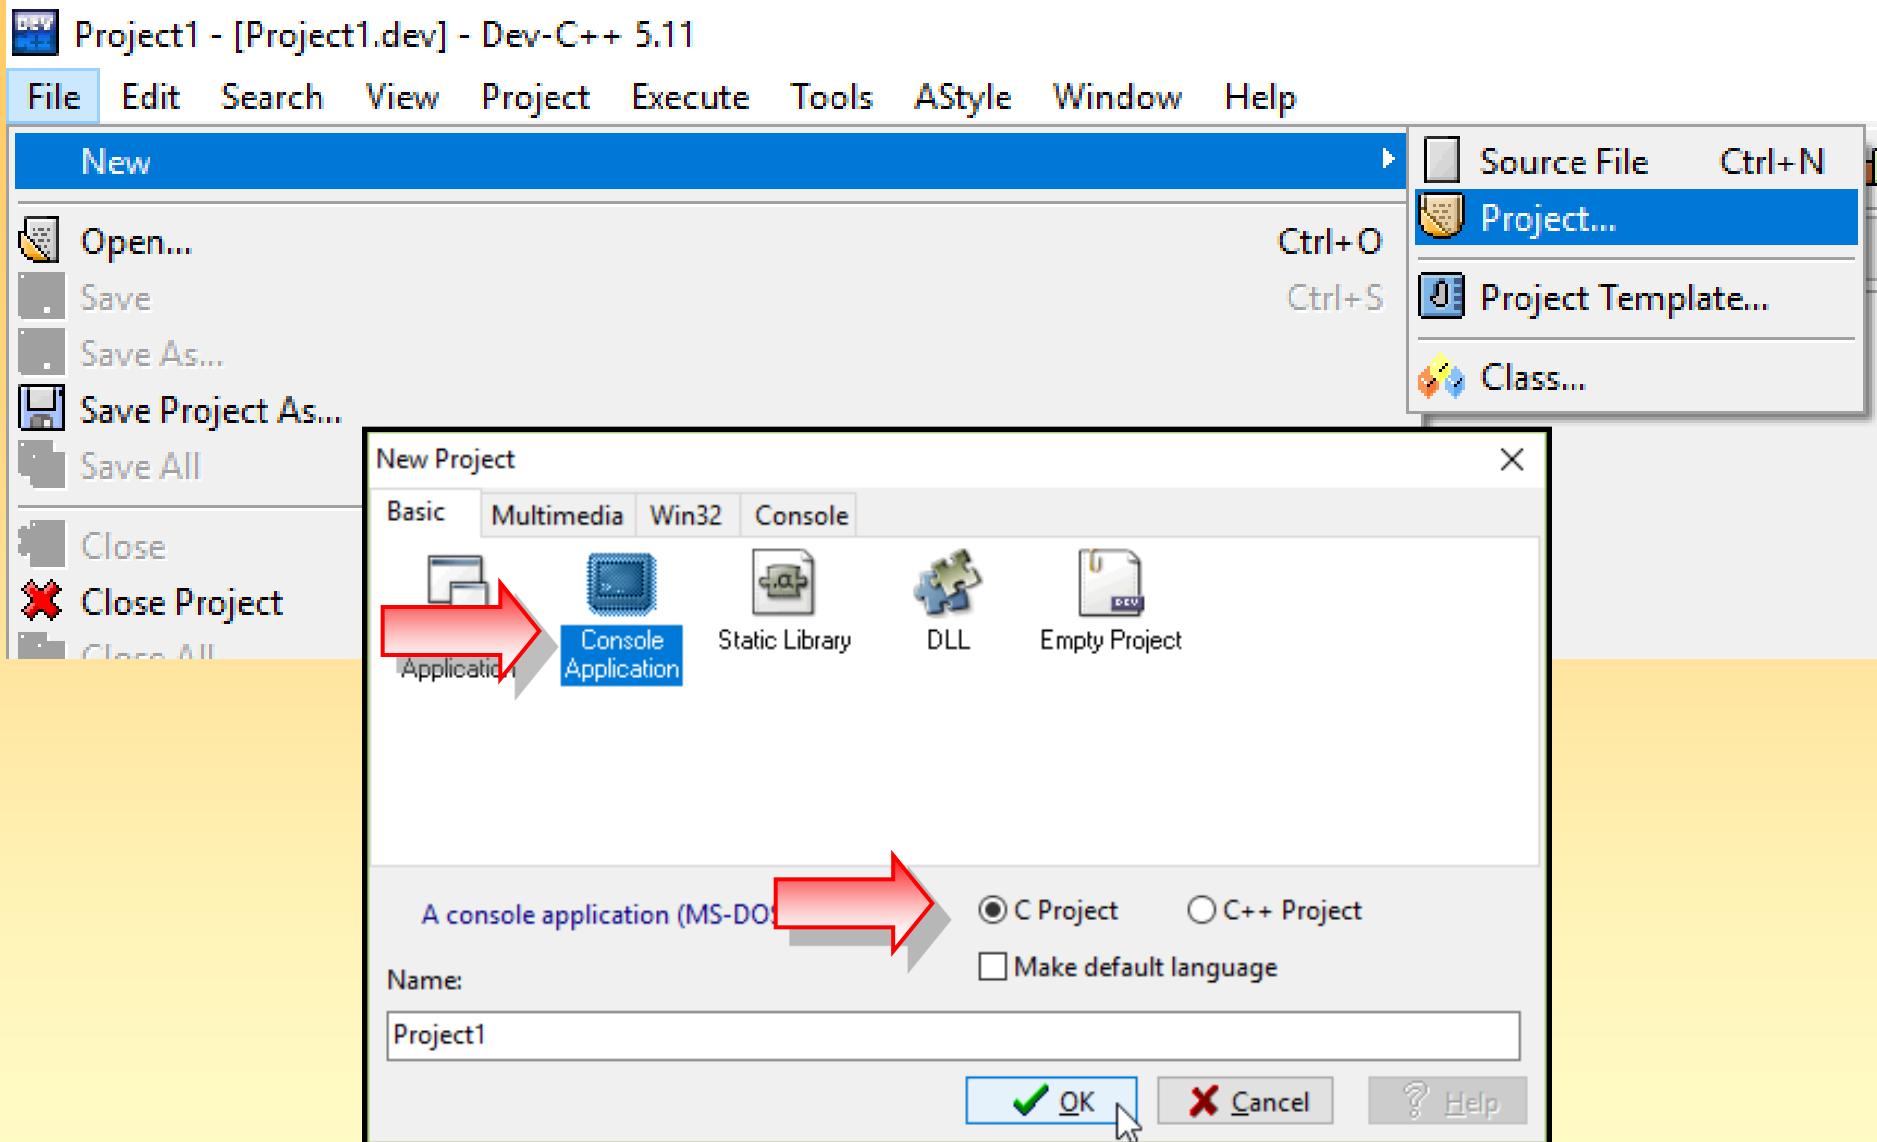 Project1 - [Project1.dev] - Dev-C++ 5.11
File Edit Search View Project Execute Tools AStyle Window Help
New
Source File Ctrl+N
Project...
Project Template...
Class...
Open... Ctrl+O
Save Ctrl+S
Save As...
Save Project As...
Save All
Close
Close Project
Close All
New Project
Basic Multimedia Win32 Console
Application
Console
Application
Static Library
DLL
Empty Project
A console application (MS-DOS
C Project C++ Project
Make default language
Name:
Project1
OK Cancel Help